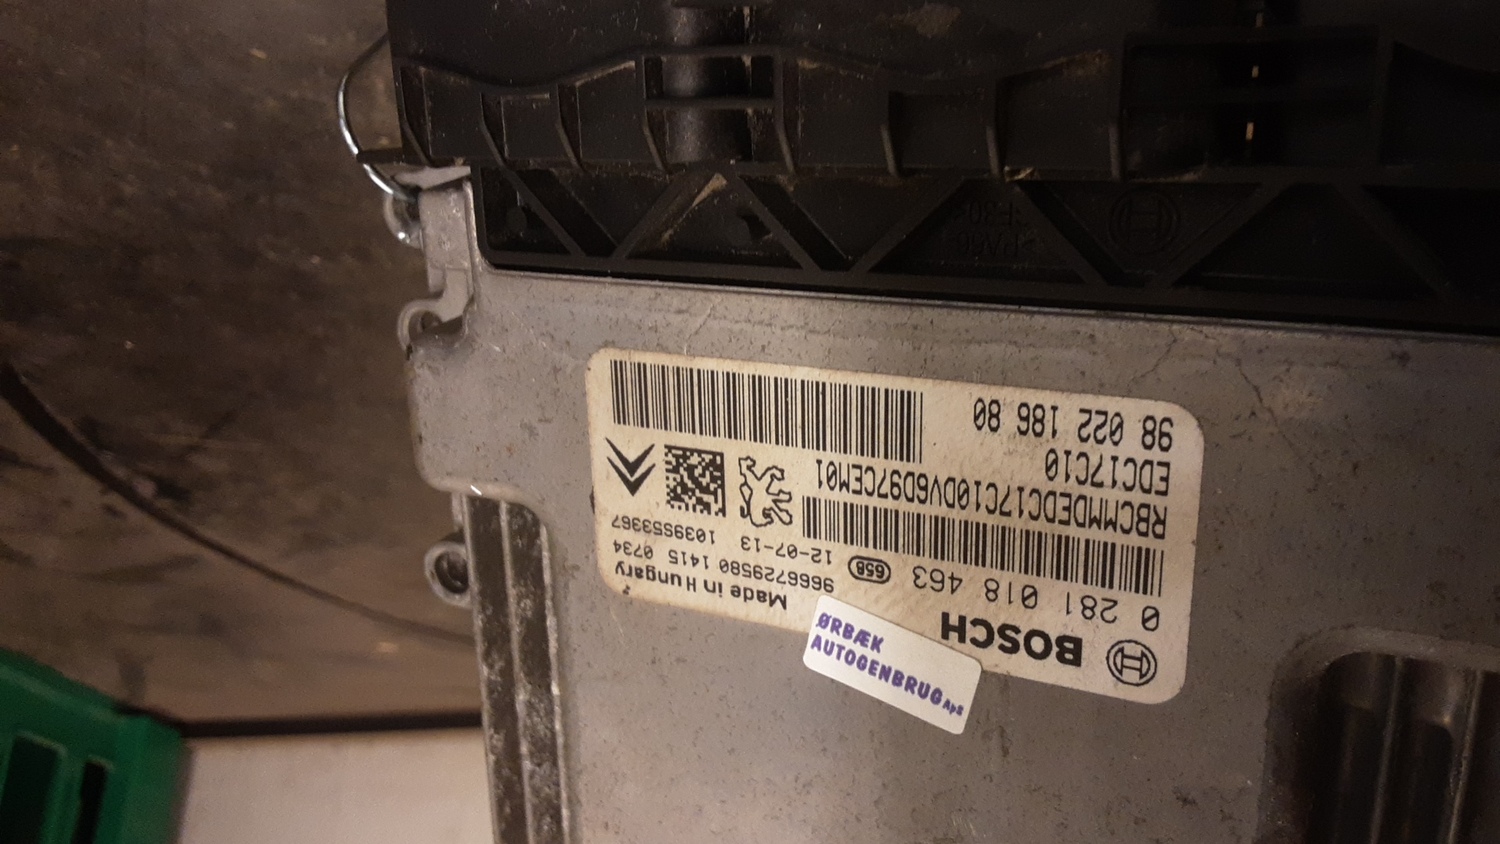 BOSCH
Made in Hungary
0 281 018 463
658
9666729580 1415 0734
12-07-13 1039S53367
RBCMMDEDC17C10DV6D97CEM01
EDC17C10
98 022 186 80
ØRBÆK
AUTOGENBRUG ApS